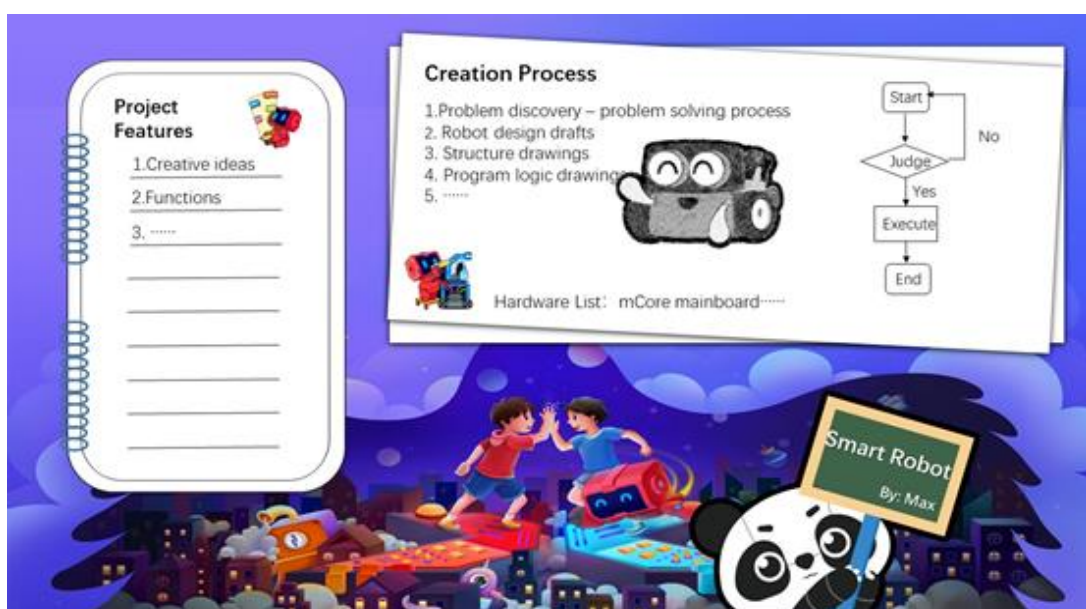 Project
Features
1.Creative ideas
2.Functions
3. ······
Creation Process
1.Problem discovery – problem solving process
2. Robot design drafts
3. Structure drawings
4. Program logic drawings
5. ······
Hardware List: mCore mainboard······
Start
No
Judge
Yes
Execute
End
Smart Robot
By: Max